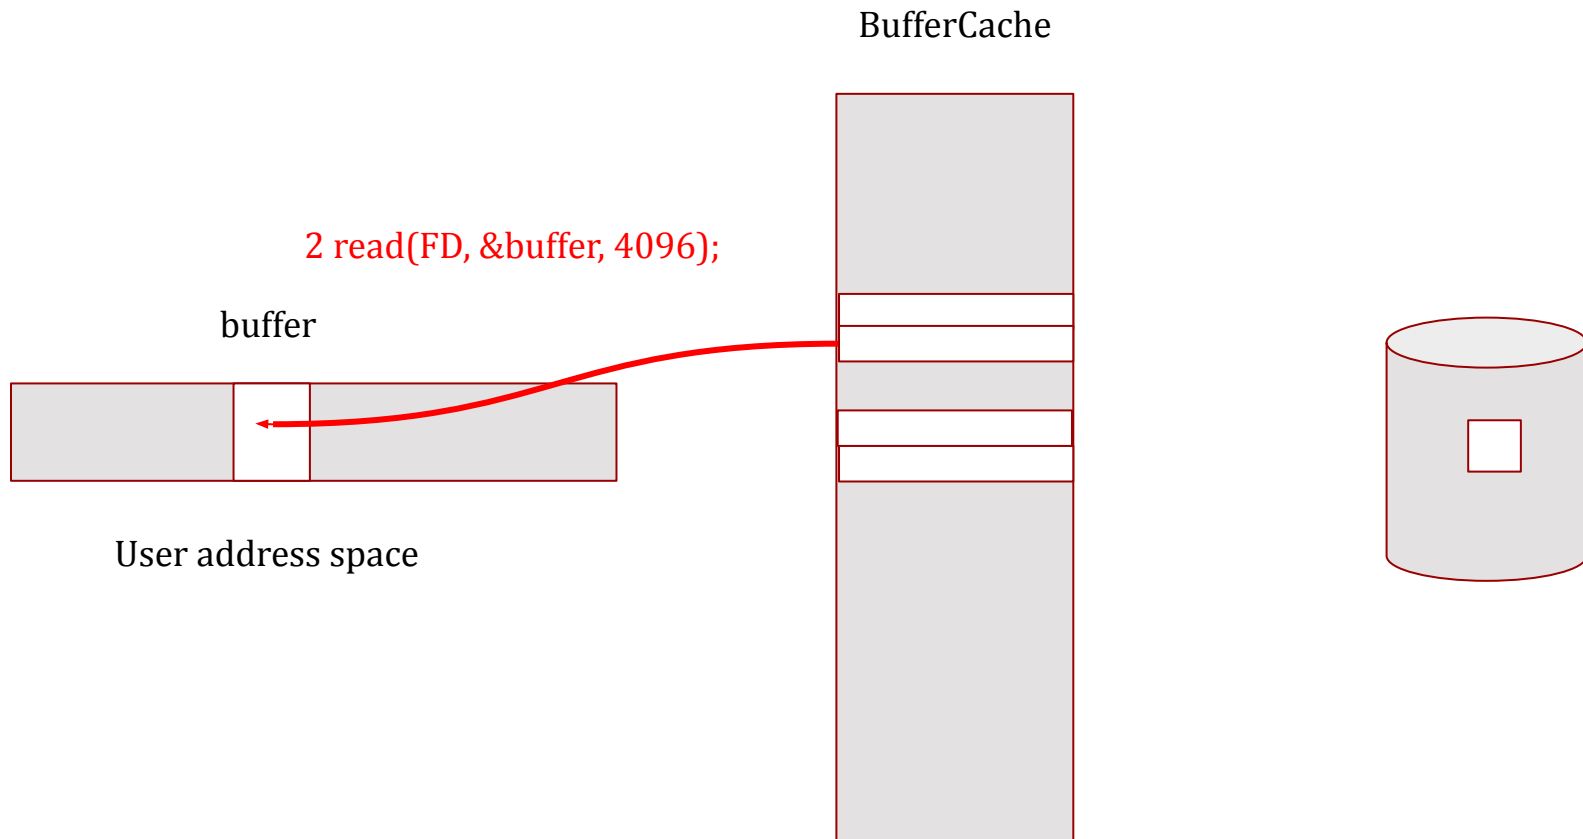 BufferCache
2 read(FD, &buffer, 4096);
buffer
User address space